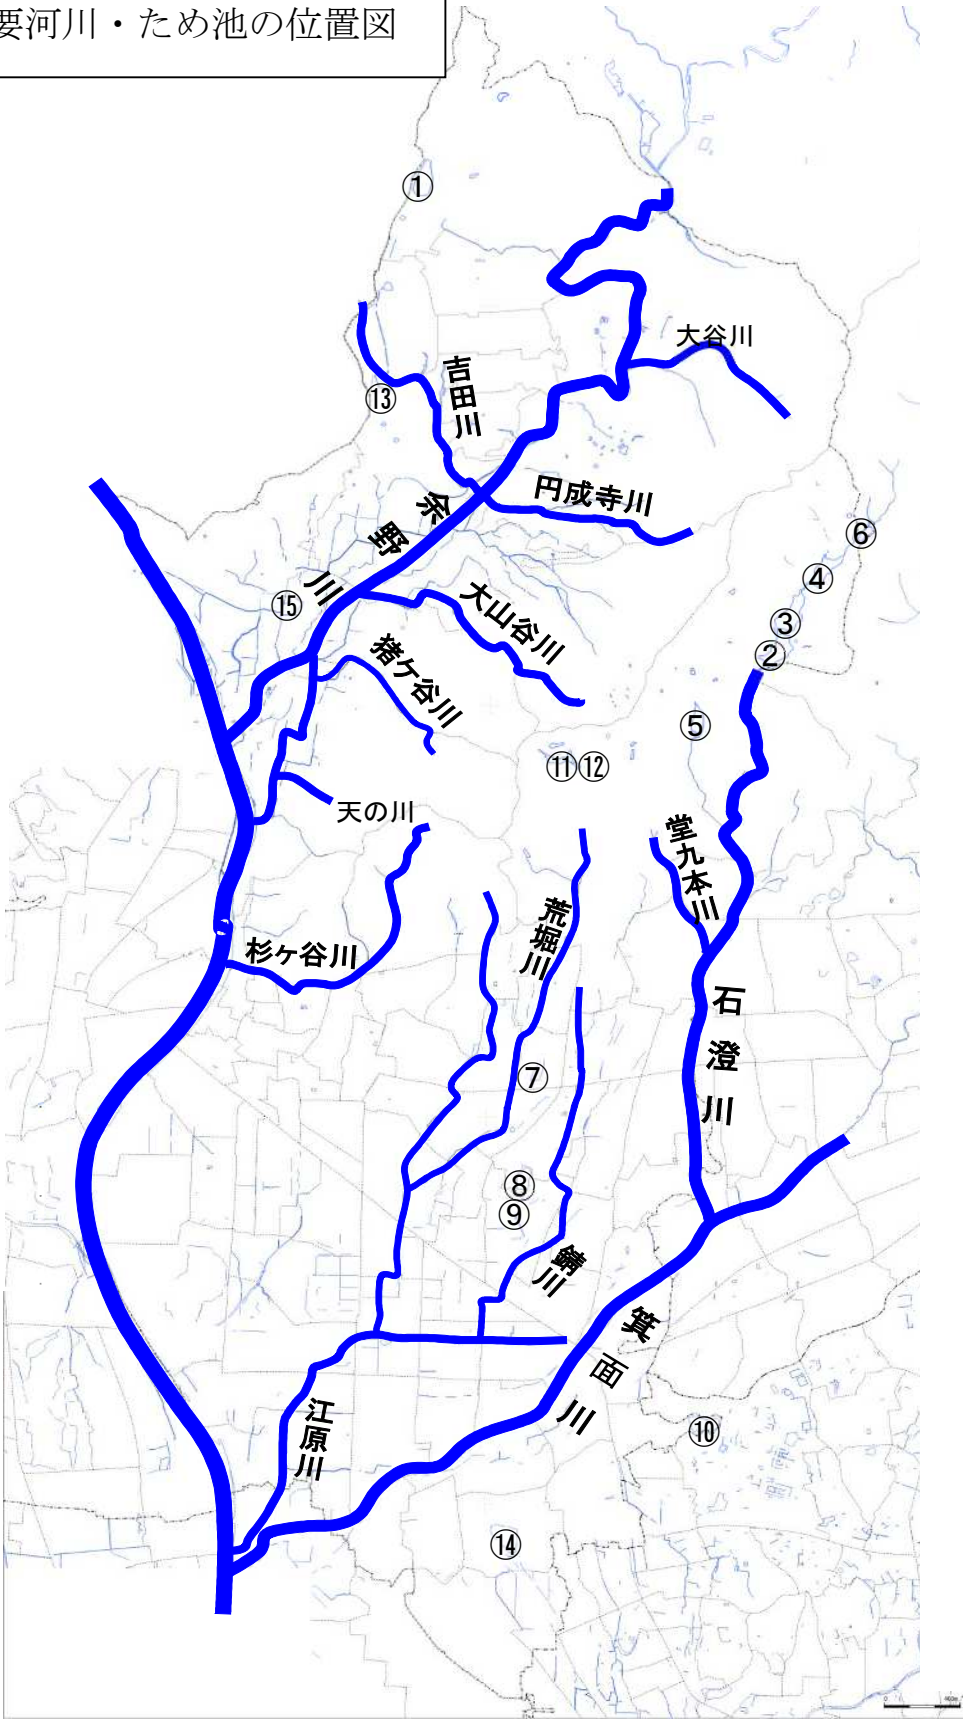 要河川・ため池の位置図
①
大谷川
吉田川
⑬
円成寺川
余野川
⑥
④
⑮
大山谷川
③
②
猪ケ谷川
⑤
⑪⑫
天の川
堂九本川
荒堀川
杉ヶ谷川
石澄川
⑦
⑧
⑨
錆川
箕面川
江原川
⑩
⑭